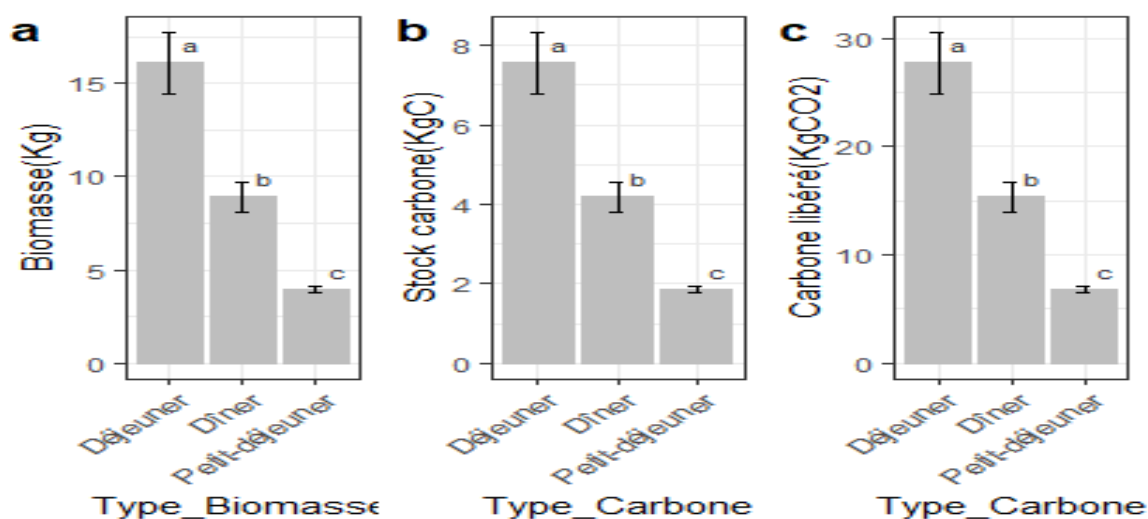 a
Biomasse(Kg)
15
10
5
0
a
b
c
Déjeuner
Dîner
Petit-déjeuner
Type_Biomasse
b
Stock carbone(KgC)
8
6
4
2
0
a
b
c
Déjeuner
Dîner
Petit-déjeuner
Type_Carbone
c
Carbone libéré(KgCO2)
30
20
10
0
a
b
c
Déjeuner
Dîner
Petit-déjeuner
Type_Carbone